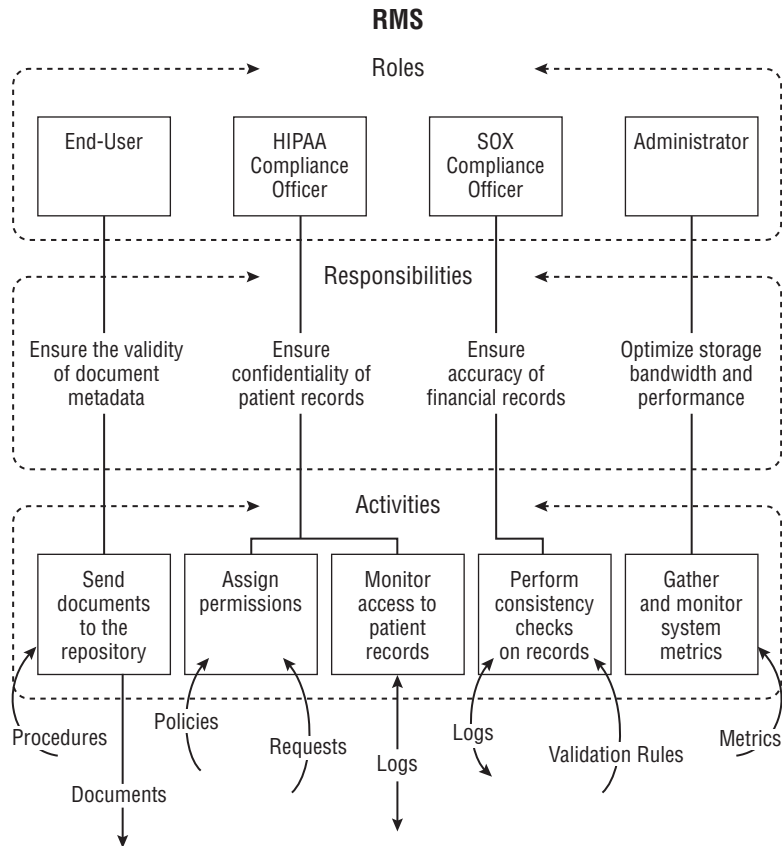 RMS
Roles
End-User
HIPAA
Compliance
Officer
SOX
Compliance
Officer
Administrator
Responsibilities
Ensure the validity
of document
metadata
Ensure
confidentiality of
patient records
Ensure
accuracy of
financial records
Optimize storage
bandwidth and
performance
Activities
Send
documents
to the
repository
Assign
permissions
Monitor
access to
patient
records
Perform
consistency
checks
on records
Gather
and monitor
system
metrics
Procedures
Documents
Policies
Requests
Logs
Logs
Validation Rules
Metrics